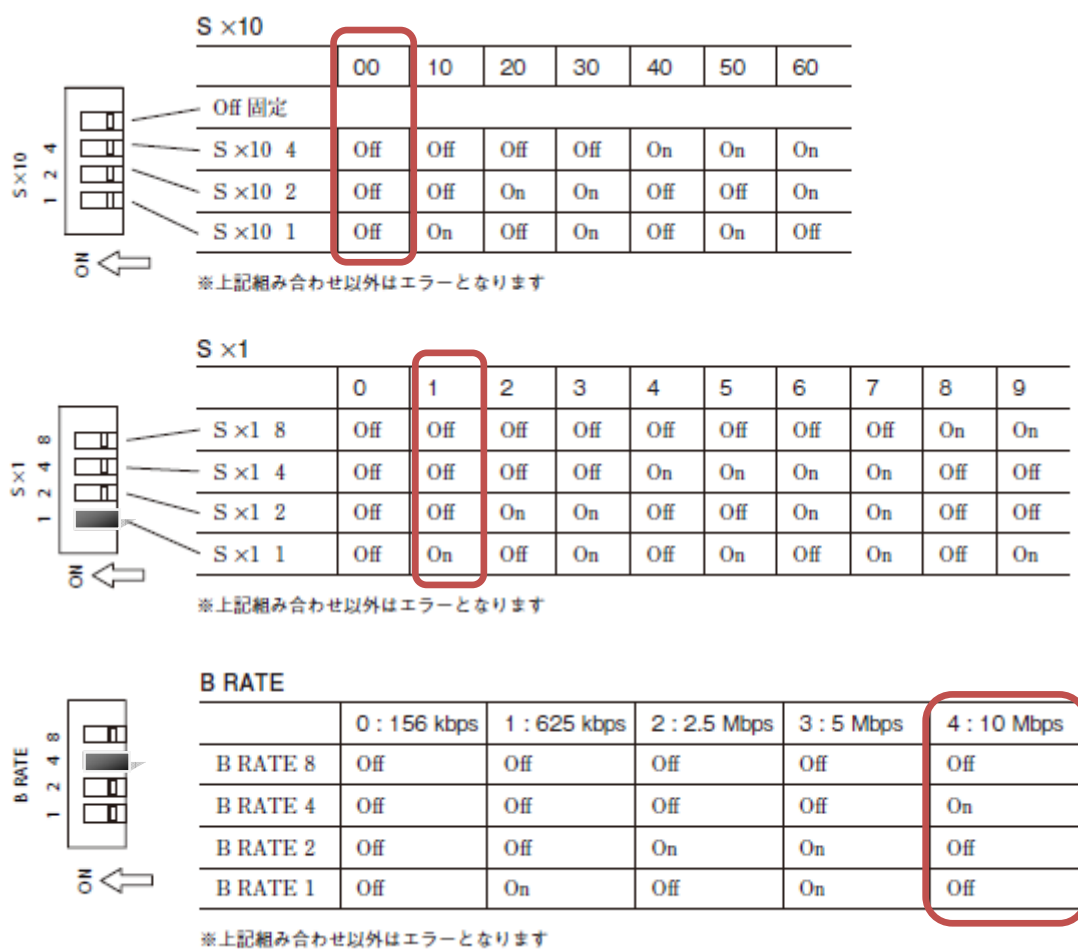 S ×10
00 10 20 30 40 50 60
Off 固定
S ×10 4 Off Off Off Off On On On
S ×10 2 Off Off On On Off Off On
S ×10 1 Off On Off On Off On Off
S×10
1 2 4
ON
※上記組み合わせ以外はエラーとなります
S ×1
0 1 2 3 4 5 6 7 8 9
S ×1 8 Off Off Off Off Off Off Off Off On On
S ×1 4 Off Off Off Off On On On On Off Off
S ×1 2 Off Off On On Off Off On On Off Off
S ×1 1 Off On Off On Off On Off On Off On
S×1
1 2 4 8
ON
※上記組み合わせ以外はエラーとなります
B RATE
0 : 156 kbps 1 : 625 kbps 2 : 2.5 Mbps 3 : 5 Mbps 4 : 10 Mbps
B RATE 8 Off Off Off Off Off
B RATE 4 Off Off Off Off On
B RATE 2 Off Off On On Off
B RATE 1 Off On Off On Off
B RATE
1 2 4 8
ON
※上記組み合わせ以外はエラーとなります